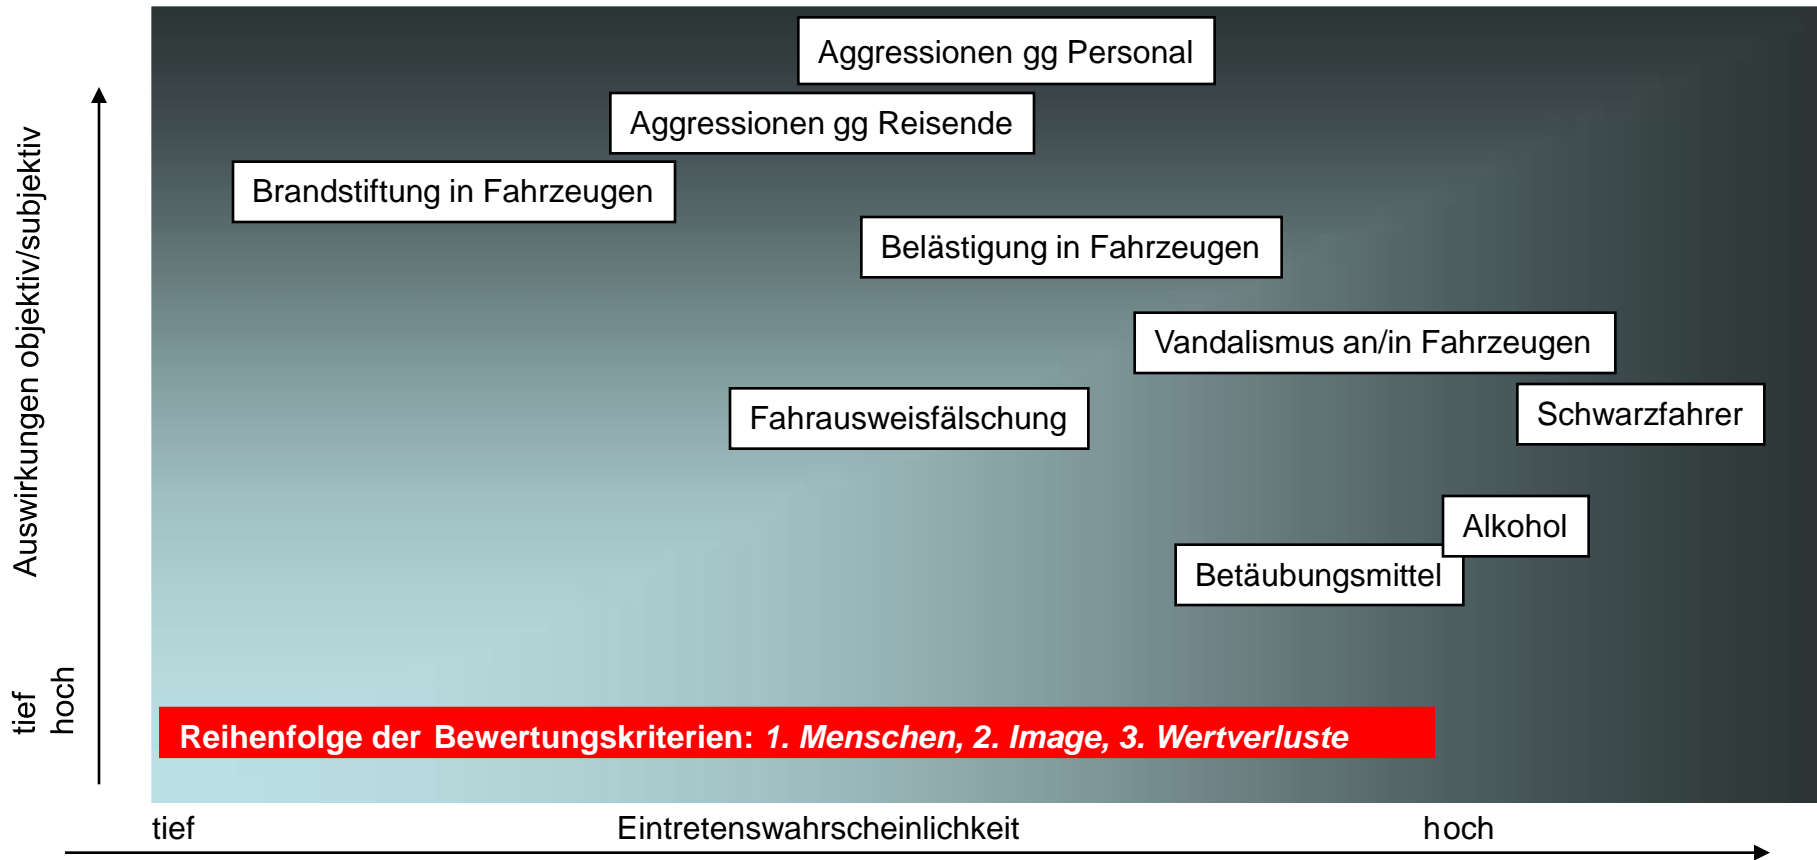 Aggressionen gg Personal
Aggressionen gg Reisende
Brandstiftung in Fahrzeugen
Belästigung in Fahrzeugen
Vandalismus an/in Fahrzeugen
Fahrausweisfälschung
Schwarzfahrer
Alkohol
Betäubungsmittel
Auswirkungen objektiv/subjektiv
tief
hoch
Reihenfolge der Bewertungskriterien: 1. Menschen, 2. Image, 3. Wertverluste
tief Eintretenswahrscheinlichkeit hoch